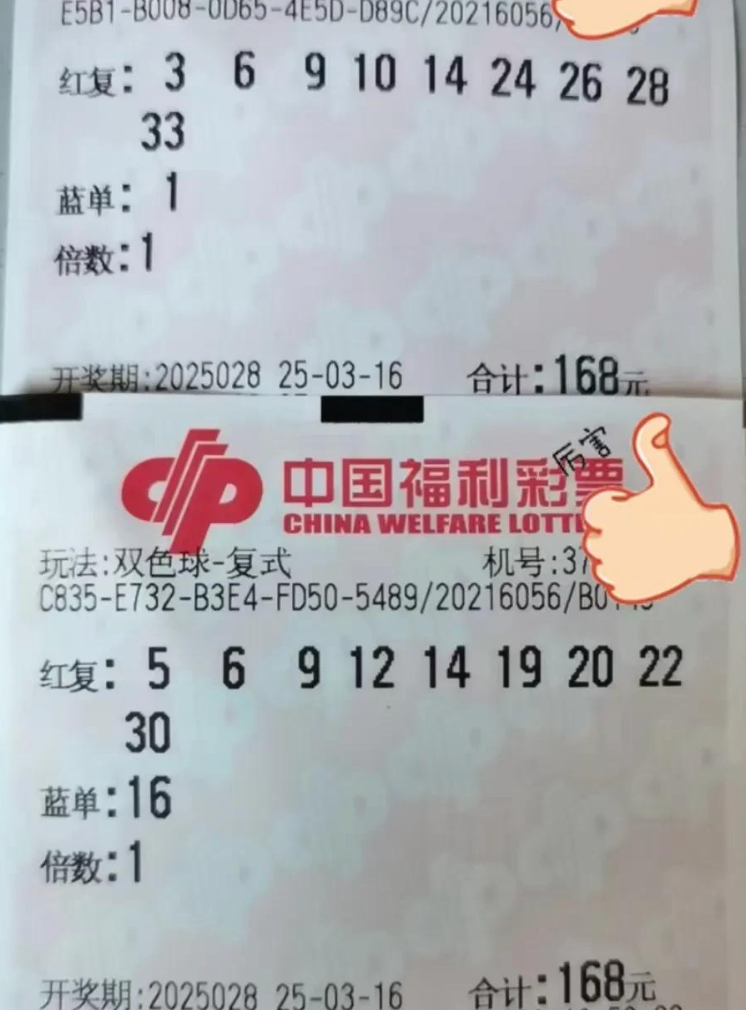 E5B1-B008-0D65-4E5D-D89C/20216056/
红复: 3 6 9 10 14 24 26 28
33
蓝单: 1
倍数:1
开奖期:2025028 25-03-16 合计:168元
厉害
中国福利彩票
CHINA WELFARE LOTT
玩法:双色球-复式 机号:37
C835-E732-B3E4-FD50-5489/20216056/B0
红复: 5 6 9 12 14 19 20 22
30
蓝单:16
倍数:1
开奖期:2025028 25-03-16 合计:168元